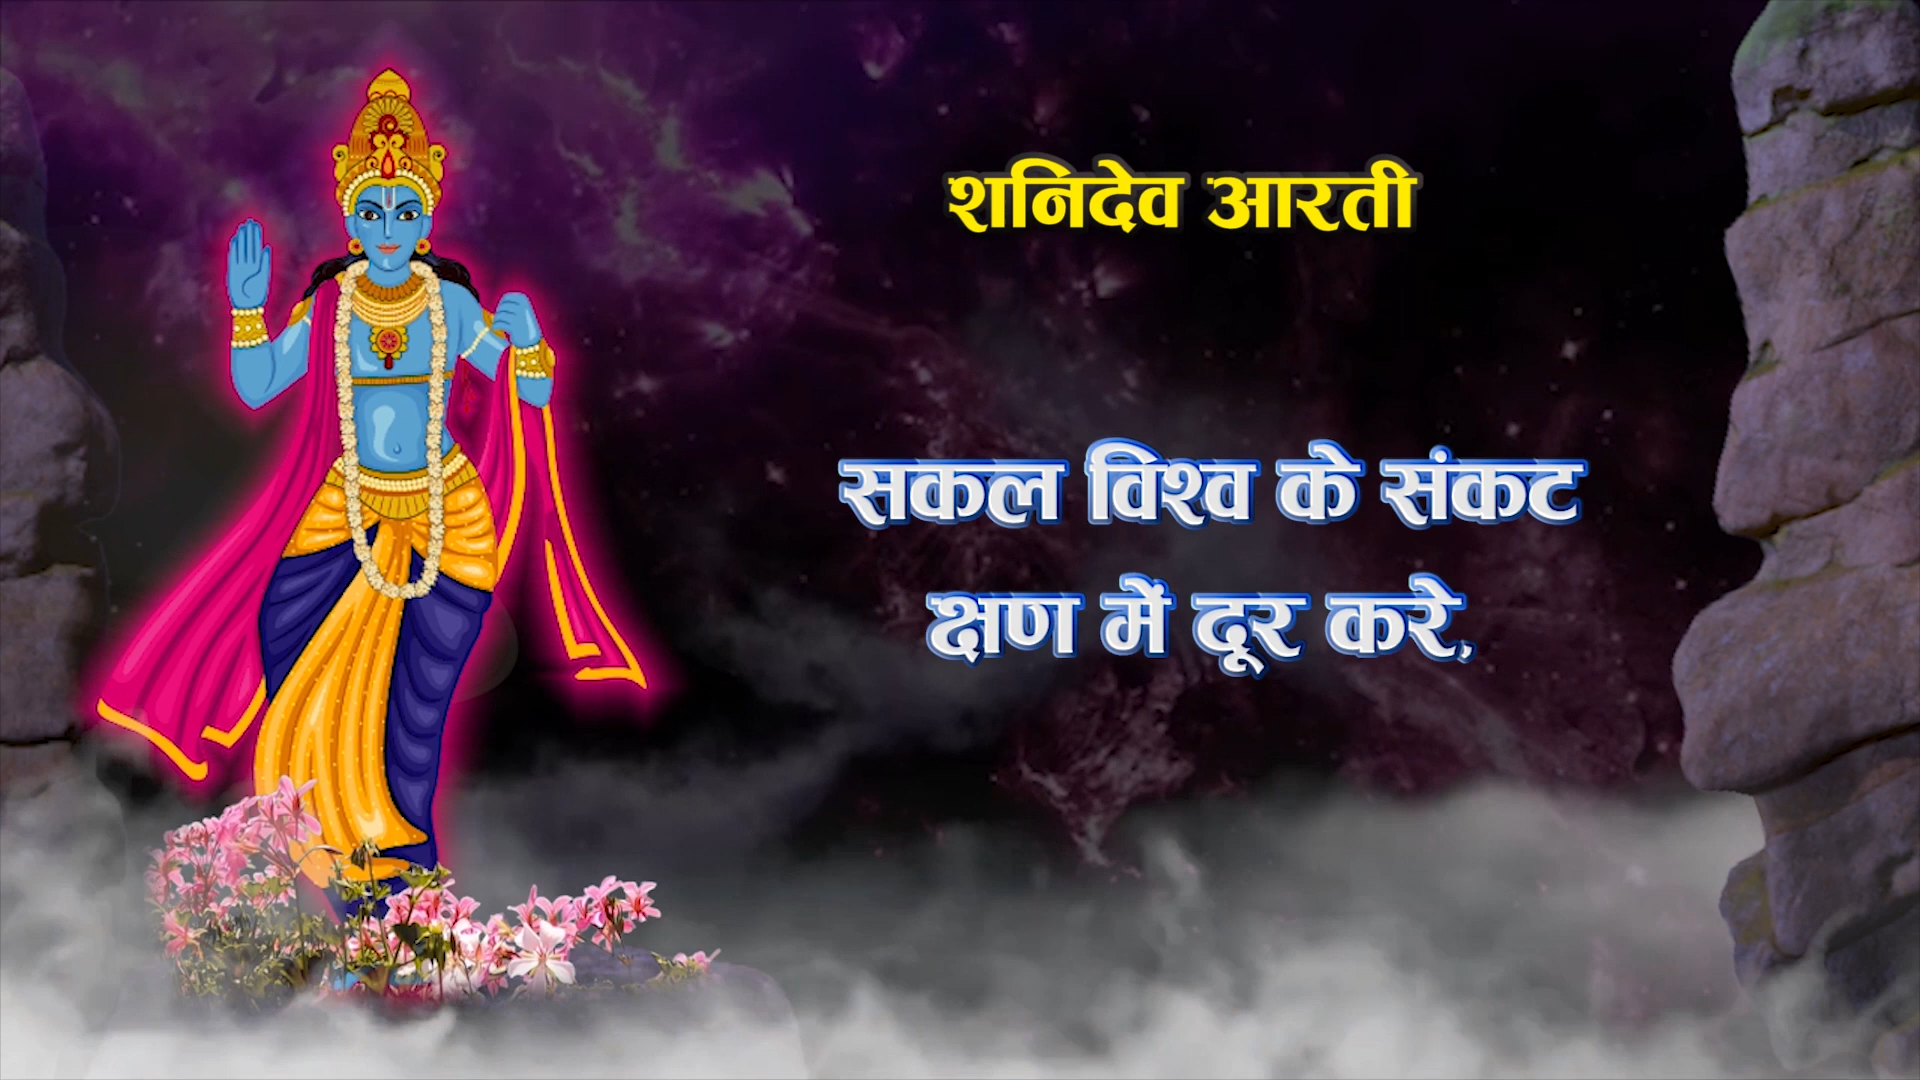 शनिदेव आरती
सकल विश्व के संकट
क्षण में दूर करे,